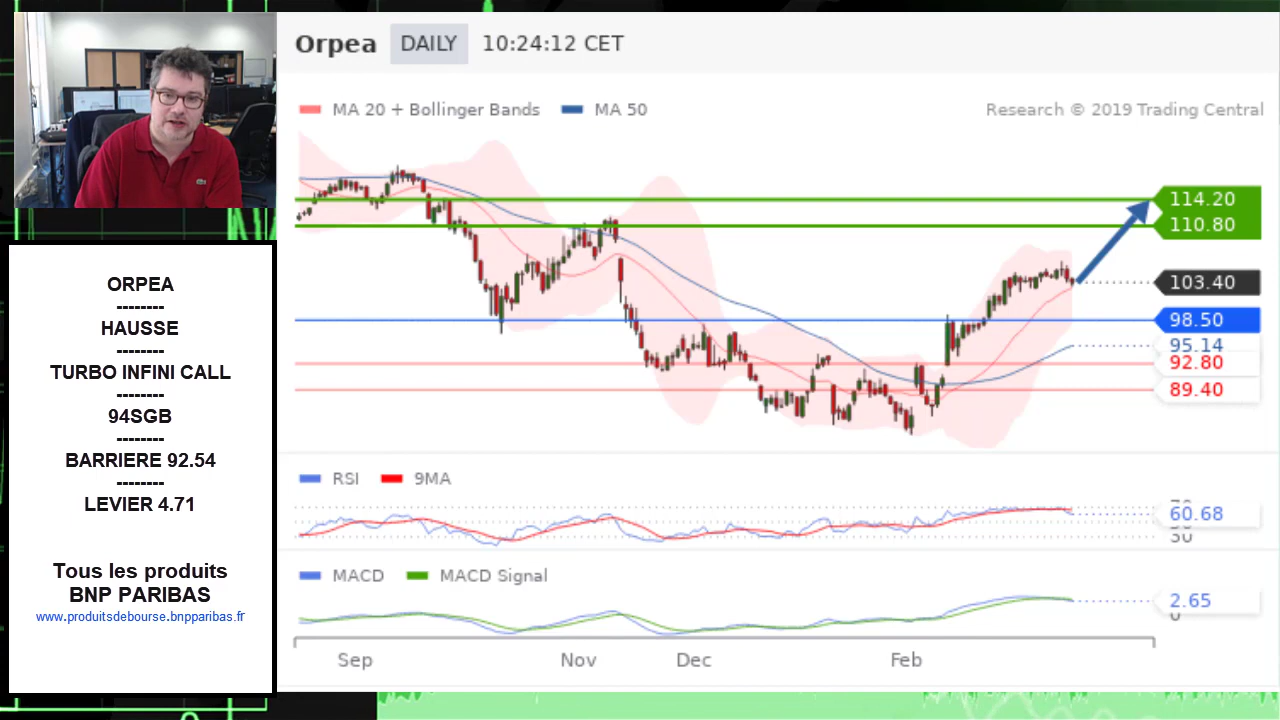 Orpea DAILY 10:24:12 CET
MA 20 + Bollinger Bands MA 50 Research © 2019 Trading Central
114.20
110.80
103.40
98.50
95.14
92.80
89.40
RSI 9MA
70
60.68
30
MACD MACD Signal
2.65
0
Sep Nov Dec Feb
ORPEA
--------
HAUSSE
--------
TURBO INFINI CALL
--------
94SGB
--------
BARRIERE 92.54
--------
LEVIER 4.71
Tous les produits
BNP PARIBAS
www.produitsdebourse.bnpparibas.fr